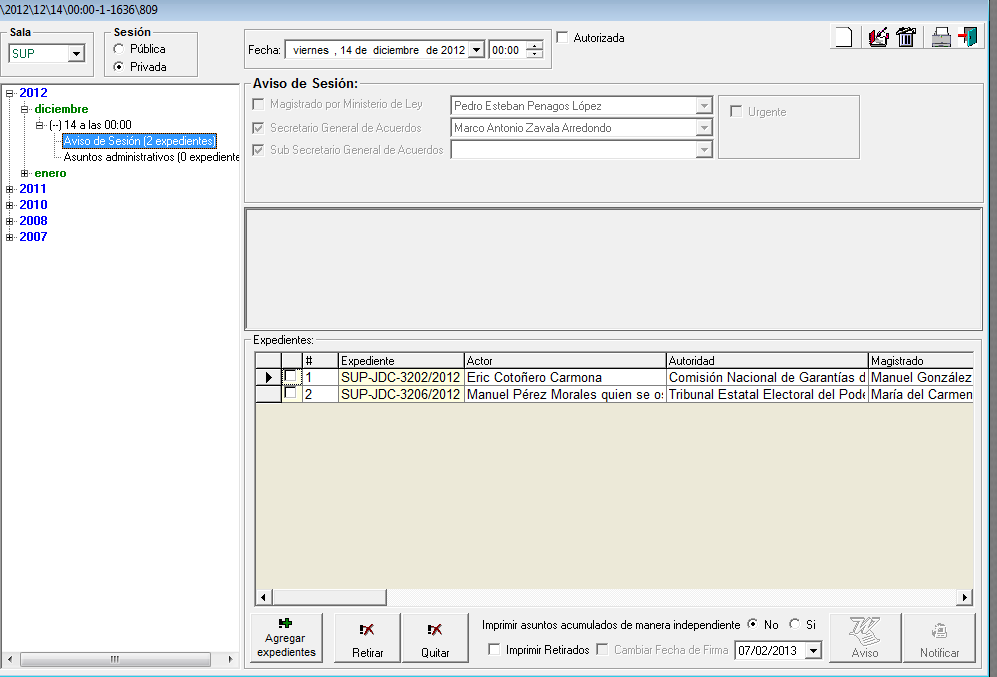 \2012\12\14\00:00-1-1636\809
Sala
SUP
Sesión
Pública
Privada
2012
diciembre
(--) 14 a las 00:00
Aviso de Sesión (2 expedientes)
Asuntos administrativos (0 expediente
enero
2011
2010
2008
2007
Fecha: viernes , 14 de diciembre de 2012 00:00
Autorizada
Aviso de Sesión:
Magistrado por Ministerio de Ley Pedro Esteban Penagos López
Secretario General de Acuerdos Marco Antonio Zavala Arredondo
Sub Secretario General de Acuerdos
Urgente
Expedientes:
# Expediente Actor Autoridad Magistrado
1 SUP-JDC-3202/2012 Eric Cotoñero Carmona Comisión Nacional de Garantías d Manuel González
2 SUP-JDC-3206/2012 Manuel Pérez Morales quien se o Tribunal Estatal Electoral del Pode María del Carmen
Agregar
expedientes
Retirar
Quitar
Imprimir asuntos acumulados de manera independiente No Si
Imprimir Retirados Cambiar Fecha de Firma 07/02/2013
Aviso
Notificar